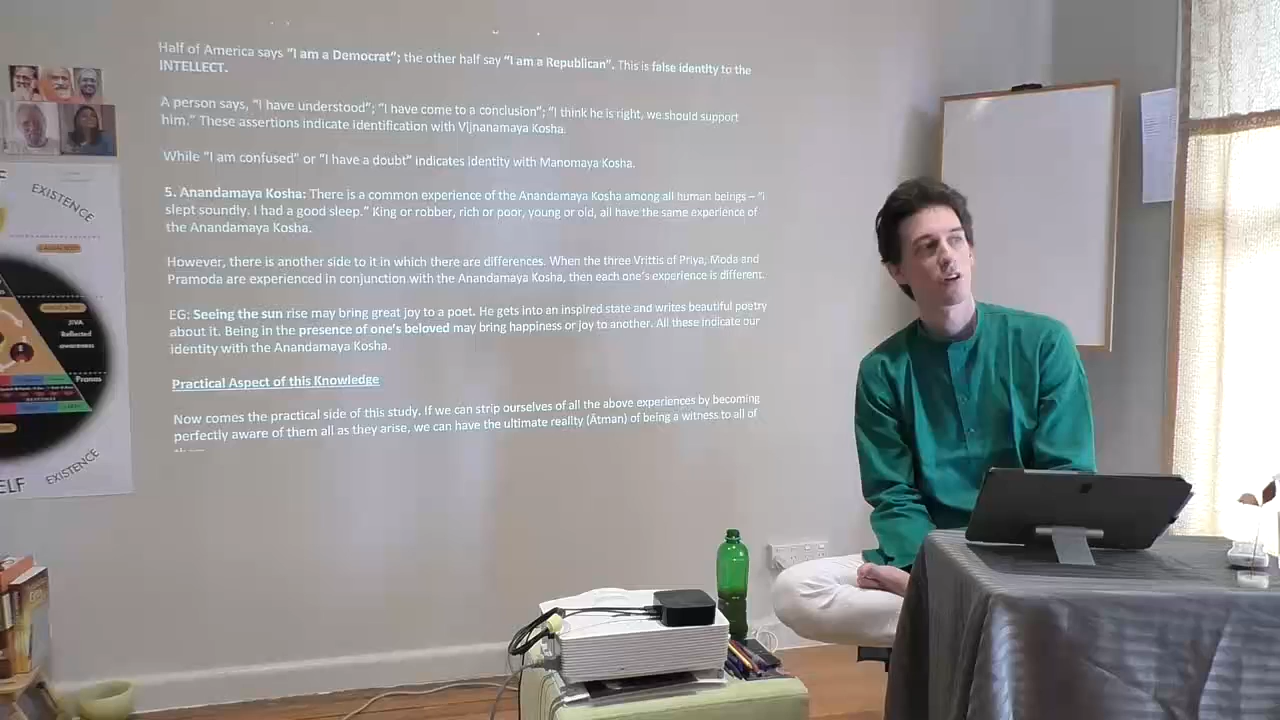 Half of America says “I am a Democrat”; the other half say “I am a Republican”. This is false identity to the
INTELLECT.
A person says, “I have understood”; “I have come to a conclusion”; “I think he is right, we should support
him.” These assertions indicate identification with Vijnanamaya Kosha.
While “I am confused” or “I have a doubt” indicates identity with Manomaya Kosha.
5. Anandamaya Kosha: There is a common experience of the Anandamaya Kosha among all human beings – “i
slept soundly. I had a good sleep.” King or robber, rich or poor, young or old, all have the same experience of
the Anandamaya Kosha.
However, there is another side to it in which there are differences. When the three Vrittis of Priya, Moda and
Pramoda are experienced in conjunction with the Anandamaya Kosha, then each one’s experience is different.
EG: Seeing the sun rise may bring great joy to a poet. He gets into an inspired state and writes beautiful poetry
about it. Being in the presence of one’s beloved may bring happiness or joy to another. All these indicate our
identity with the Anandamaya Kosha.
Practical Aspect of this Knowledge
Now comes the practical side of this study. If we can strip ourselves of all the above experiences by becoming
perfectly aware of them all as they arise, we can have the ultimate reality (Ātman) of being a witness to all of
EXISTENCE
JIVA
Reflected
awareness
Pranas
EXISTENCE
ELF